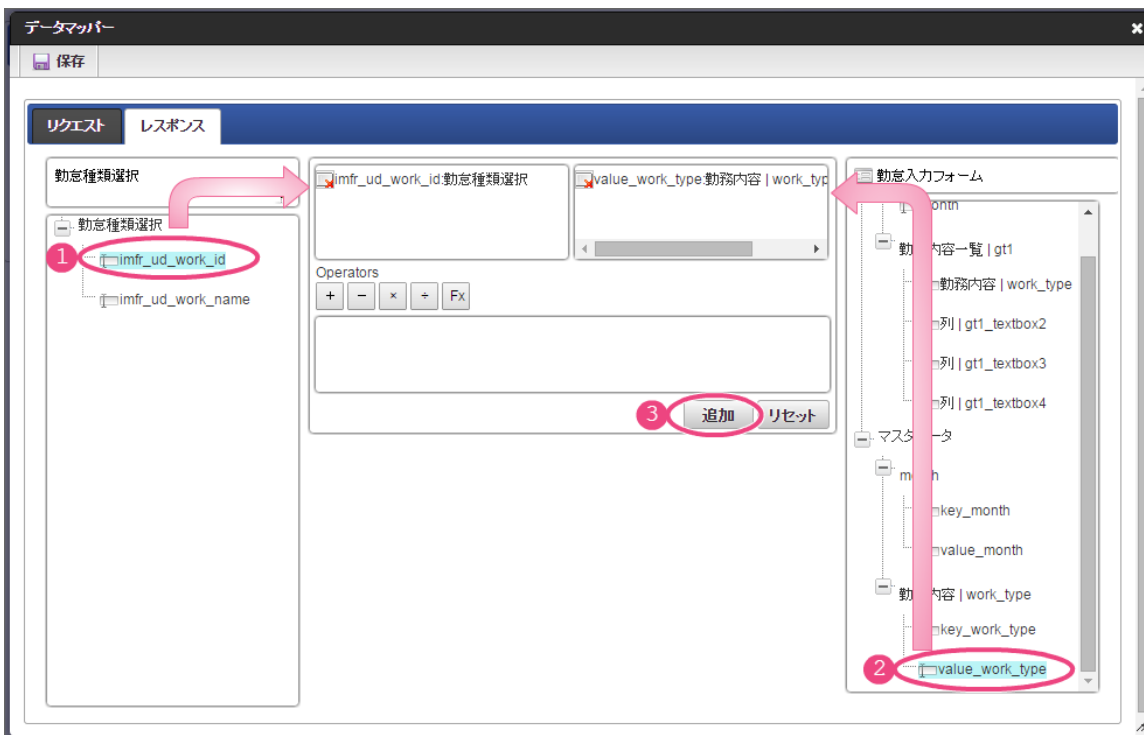 データマッパー
保存
リクエスト
レスポンス
勤怠種類選択
勤怠種類選択
1
imfr_ud_work_id
imfr_ud_work_name
imfr_ud_work_id:勤怠種類選択
value_work_type:勤務内容 | work_typ
Operators
+ − × ÷ Fx
3
追加
リセット
勤怠入力フォーム
onth
勤 内容一覧 | gt1
勤務内容 | work_type
列 | gt1_textbox2
列 | gt1_textbox3
列 | gt1_textbox4
マスタ ータ
m h
key_month
value_month
勤 内容 | work_type
key_work_type
2
value_work_type